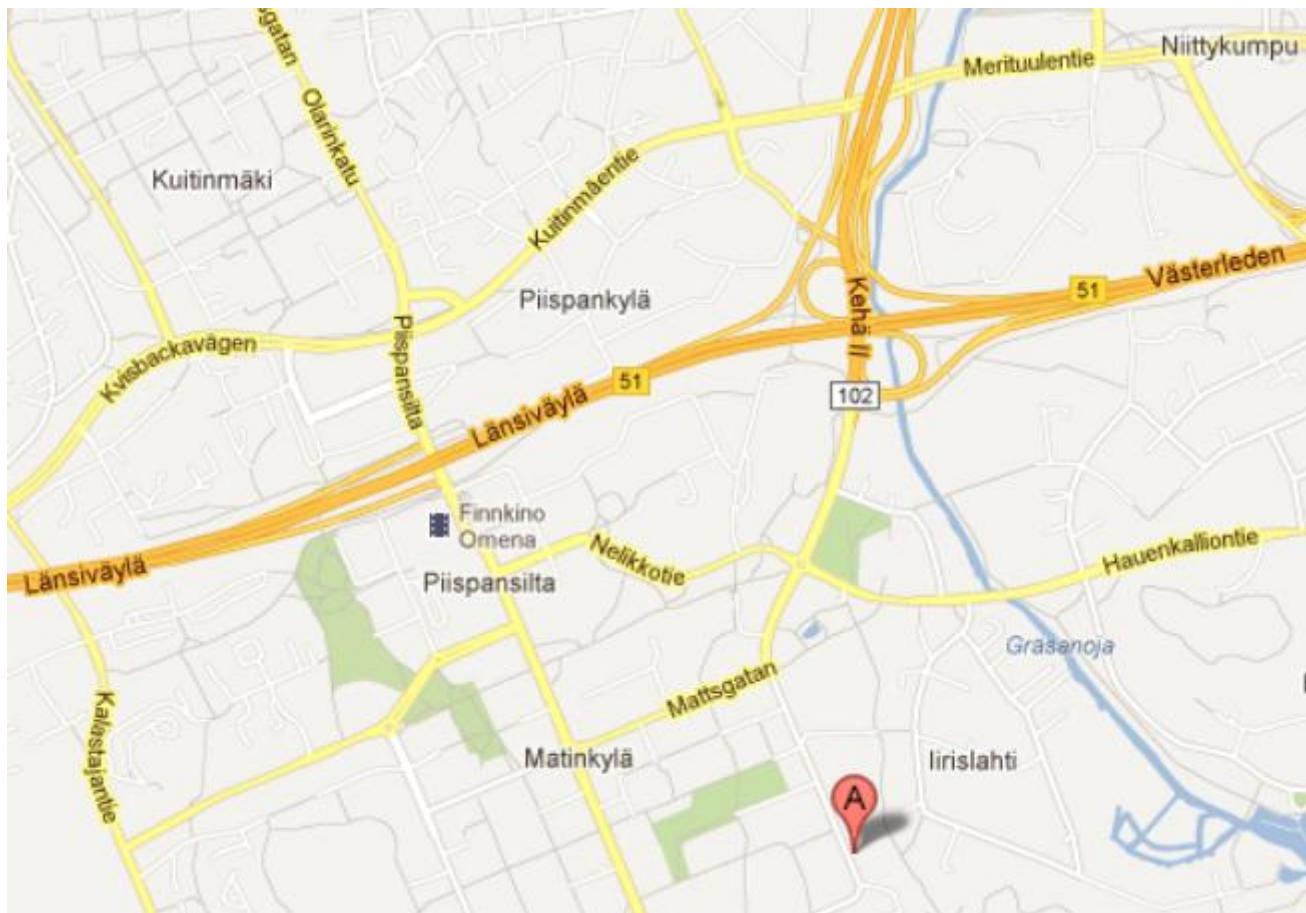 Niittykumpu
Merituulentie
Olarinkatu
Kuitinmäki
Kuitinmäentie
Västerleden
51
Piispankylä
Kehä II
Kvisbackavägen
Piispansilta
51
102
Länsiväylä
Finnkino
Omena
Nelikkotie
Hauenkalliontie
Länsiväylä
Piispansilta
Gräsanoja
Mattsgatan
Kalastajantie
Matinkylä
Iirislahti
A